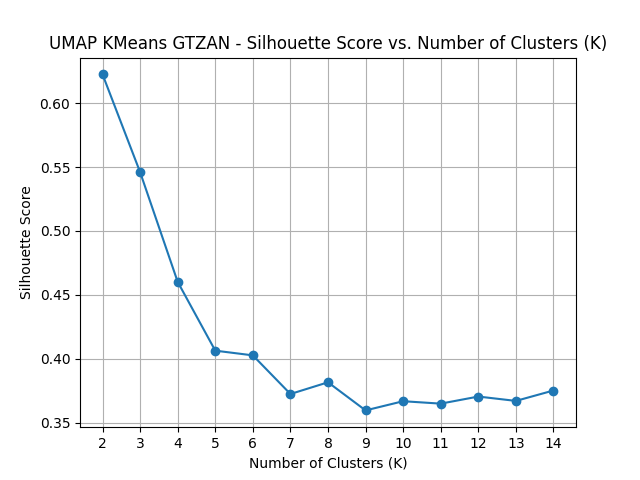 UMAP KMeans GTZAN - Silhouette Score vs. Number of Clusters (K)
0.60
0.55
0.50
0.45
0.40
0.35
Silhouette Score
2 3 4 5 6 7 8 9 10 11 12 13 14
Number of Clusters (K)